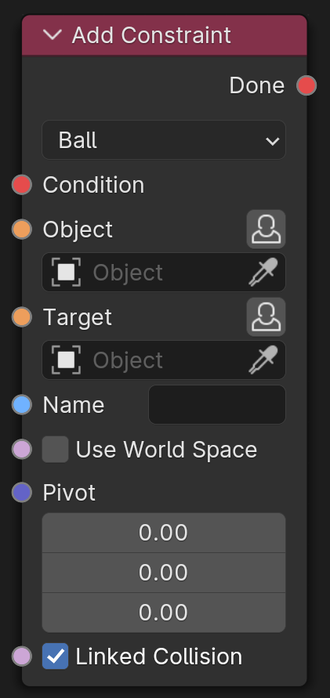 Add Constraint
Done
Ball
Condition
Object
Object
Target
Object
Name
Use World Space
Pivot
0.00
0.00
0.00
Linked Collision